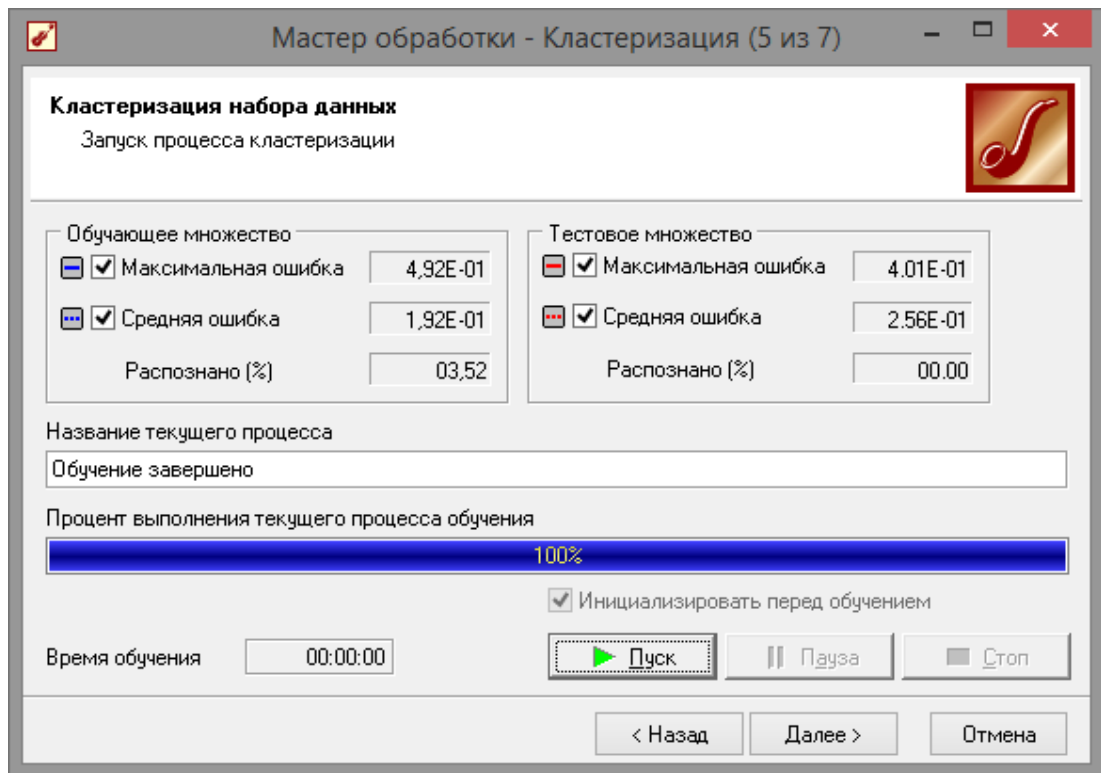 Мастер обработки - Кластеризация (5 из 7)
Кластеризация набора данных
Запуск процесса кластеризации
Обучающее множество
Максимальная ошибка 4,92E-01
Средняя ошибка 1,92E-01
Распознано (%) 03,52
Тестовое множество
Максимальная ошибка 4.01E-01
Средняя ошибка 2.56E-01
Распознано (%) 00.00
Название текущего процесса
Обучение завершено
Процент выполнения текущего процесса обучения
100%
Инициализировать перед обучением
Время обучения 00:00:00 Пуск Пауза Стоп
< Назад Далее > Отмена